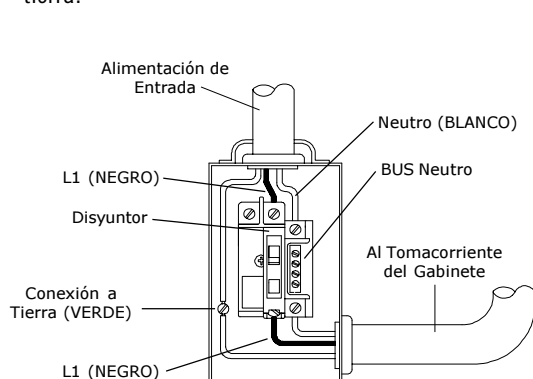 tierra.
Alimentación de
Entrada
Neutro (BLANCO)
L1 (NEGRO)
BUS Neutro
Disyuntor
Al Tomacorriente
del Gabinete
Conexión a
Tierra (VERDE)
L1 (NEGRO)